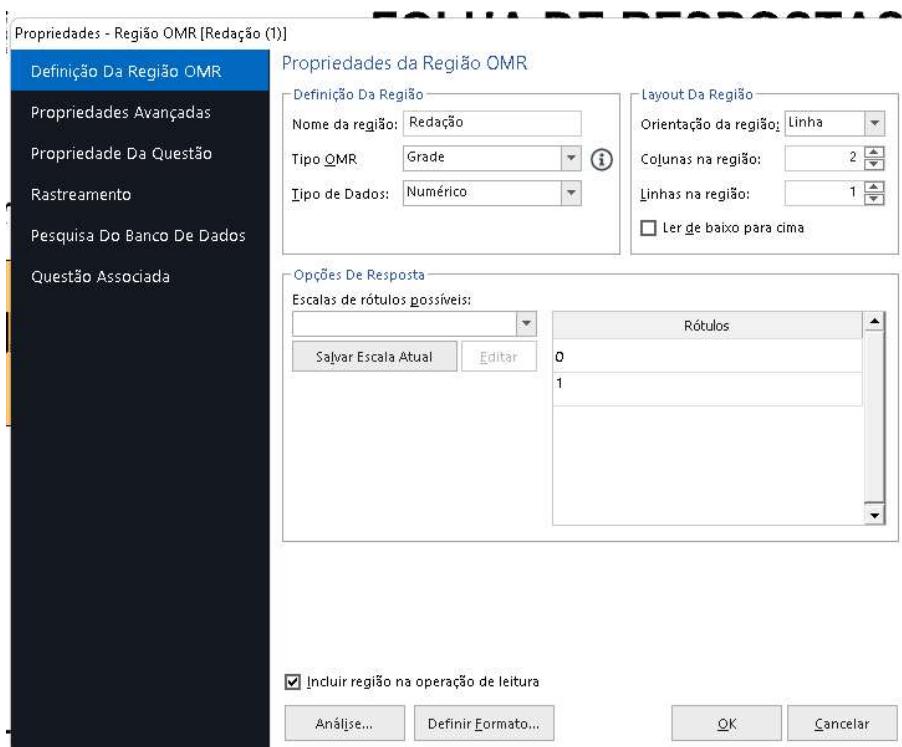 FOLHA DE RESPOSTAS
Propriedades - Região OMR [Redação (1)]
Definição Da Região OMR
Propriedades Avançadas
Propriedade Da Questão
Rastreamento
Pesquisa Do Banco De Dados
Questão Associada
Propriedades da Região OMR
Definição Da Região
Nome da região: Redação
Tipo OMR Grade
Tipo de Dados: Numérico
Layout Da Região
Orientação da região: Linha
Colunas na região: 2
Linhas na região: 1
Ler de baixo para cima
Opções De Resposta
Escalas de rótulos possíveis:
Salvar Escala Atual Editar
Rótulos
0
1
Incluir região na operação de leitura
Análise... Definir Formato... OK Cancelar